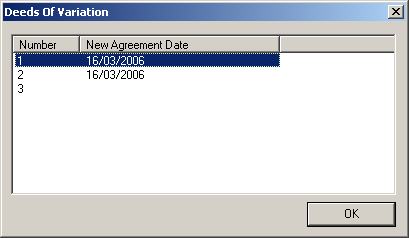 Deeds Of Variation
Number New Agreement Date
1 16/03/2006
2 16/03/2006
3
OK